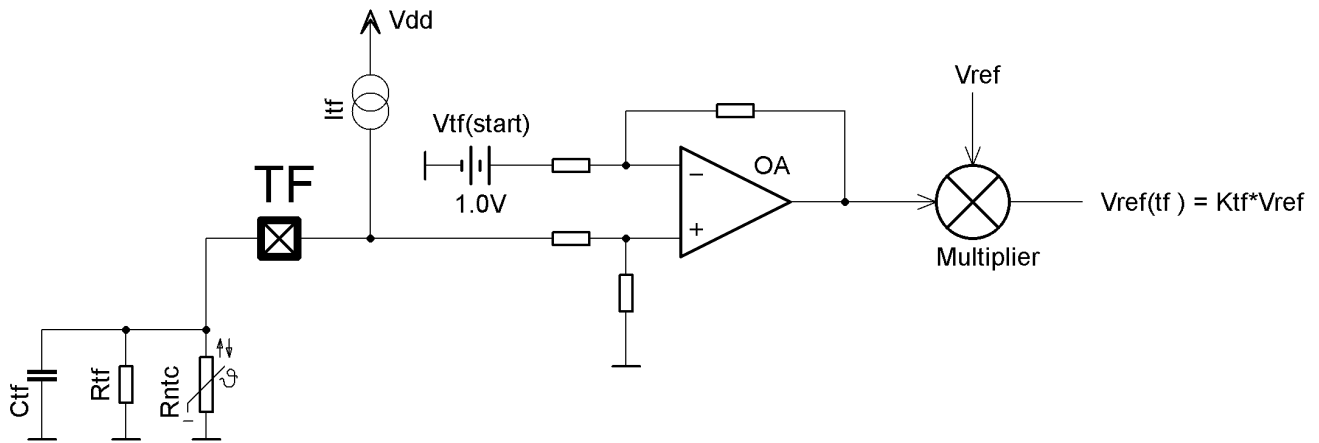 Vdd
Itf
Vref
Vtf(start)
TF
1.0V
OA
−
+
Vref(tf ) = Ktf*Vref
Multiplier
Ctf
Rtf
Rntc
ϑ
−